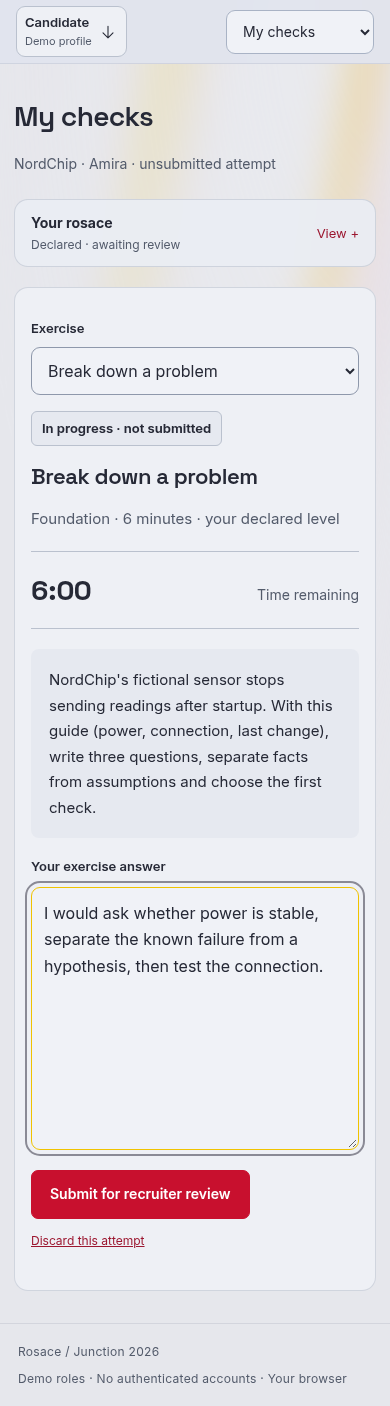 Candidate
Demo profile
My checks
My checks
NordChip · Amira · unsubmitted attempt
Your rosace
Declared · awaiting review
View +
Exercise
Break down a problem
In progress · not submitted
Break down a problem
Foundation · 6 minutes · your declared level
6:00
Time remaining
NordChip's fictional sensor stops
sending readings after startup. With this
guide (power, connection, last change),
write three questions, separate facts
from assumptions and choose the first
check.
Your exercise answer
I would ask whether power is stable,
separate the known failure from a
hypothesis, then test the connection.
Submit for recruiter review
Discard this attempt
Rosace / Junction 2026
Demo roles · No authenticated accounts · Your browser